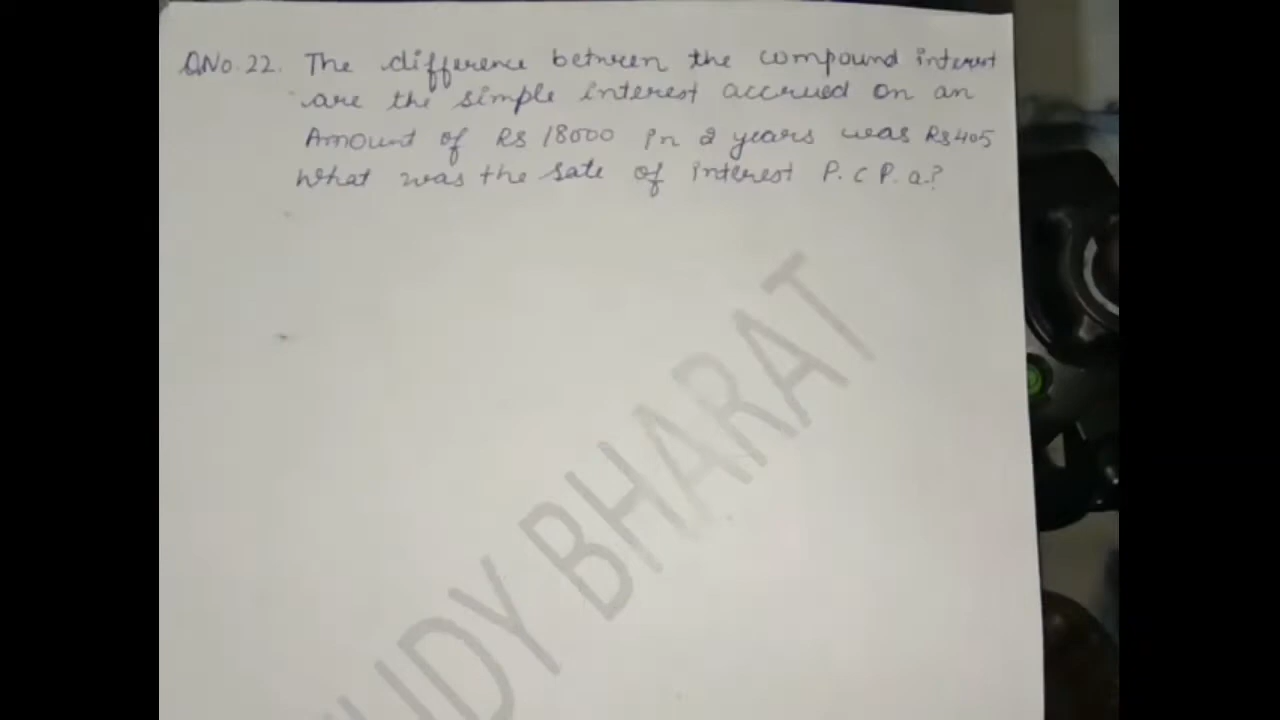 QNo. 22. The difference between the compound interest
are the simple interest accrued on an
Amount of Rs 18000 in 2 years was Rs 405
What was the sate of interest P. c P. a.?
UDY BHARAT